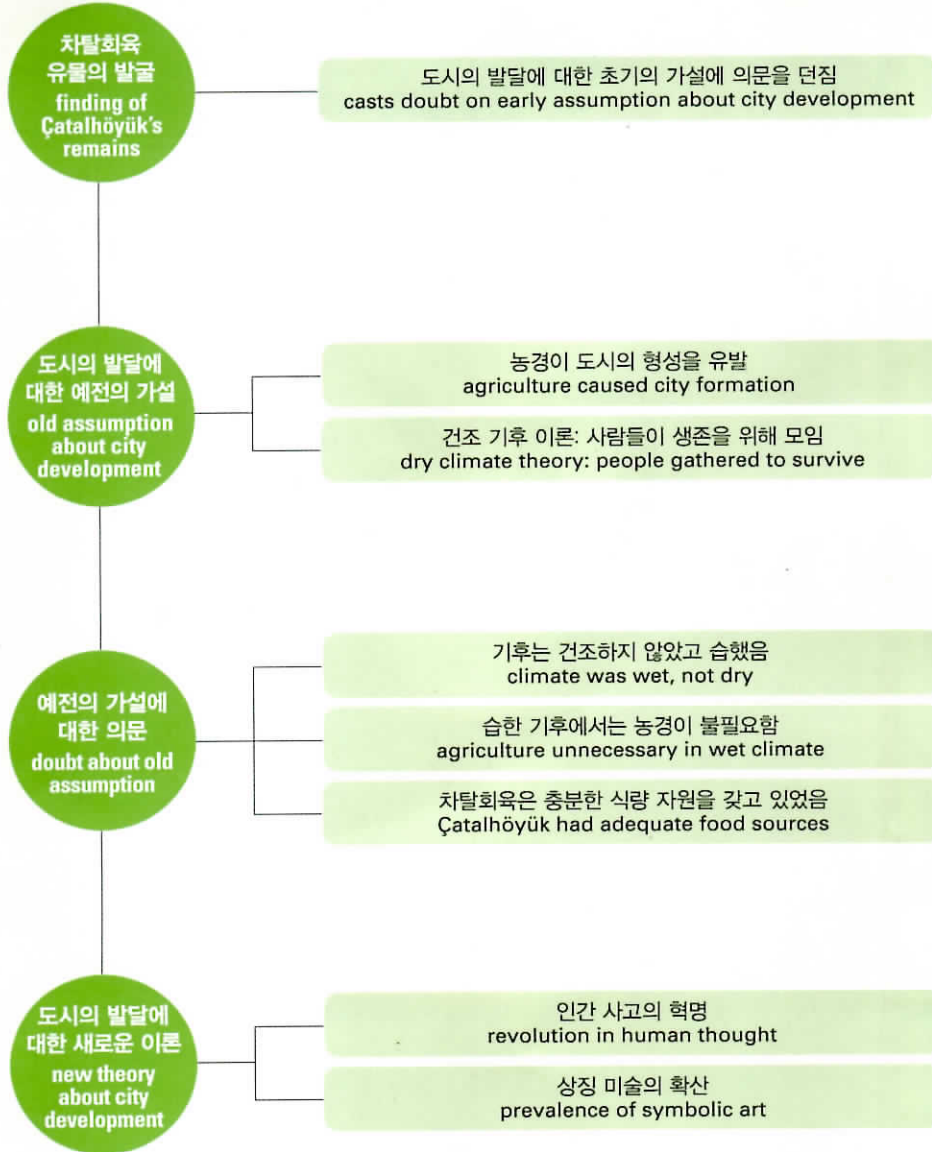 차탈회육
유물의 발굴
finding of
Çatalhöyük's
remains
도시의 발달에 대한 초기의 가설에 의문을 던짐
casts doubt on early assumption about city development
도시의 발달에
대한 예전의 가설
old assumption
about city
development
농경이 도시의 형성을 유발
agriculture caused city formation
건조 기후 이론: 사람들이 생존을 위해 모임
dry climate theory: people gathered to survive
예전의 가설에
대한 의문
doubt about old
assumption
기후는 건조하지 않았고 습했음
climate was wet, not dry
습한 기후에서는 농경이 불필요함
agriculture unnecessary in wet climate
차탈회육은 충분한 식량 자원을 갖고 있었음
Çatalhöyük had adequate food sources
도시의 발달에
대한 새로운 이론
new theory
about city
development
인간 사고의 혁명
revolution in human thought
상징 미술의 확산
prevalence of symbolic art